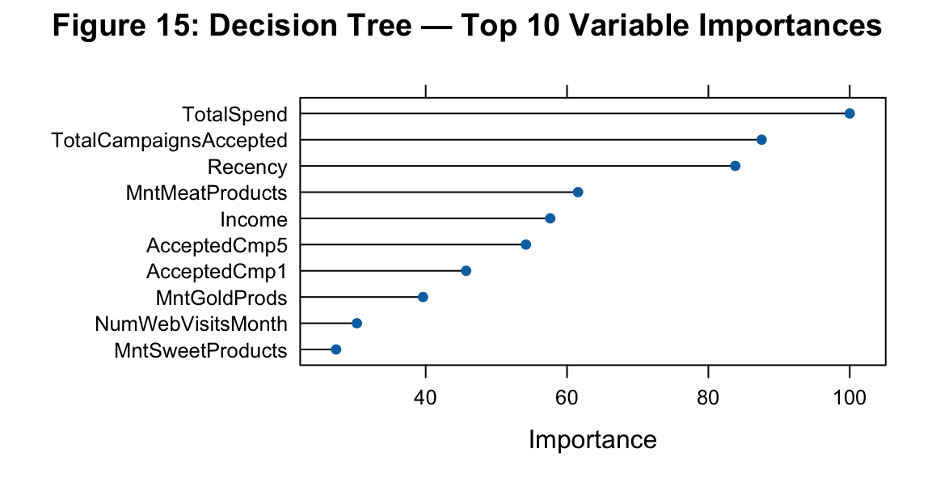 Figure 15: Decision Tree — Top 10 Variable Importances
TotalSpend
TotalCampaignsAccepted
Recency
MntMeatProducts
Income
AcceptedCmp5
AcceptedCmp1
MntGoldProds
NumWebVisitsMonth
MntSweetProducts
40 60 80 100
Importance